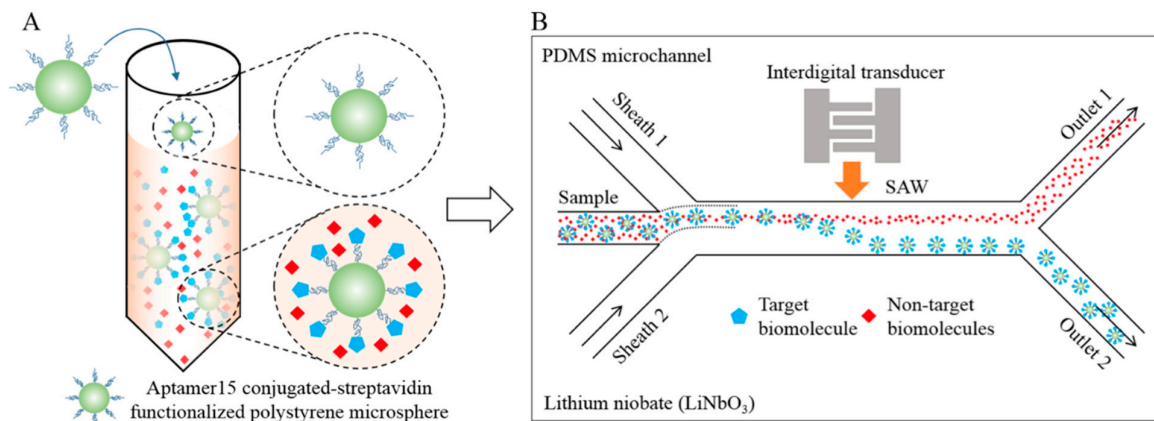 A
Aptamer15 conjugated-streptavidin
functionalized polystyrene microsphere
B
PDMS microchannel
Interdigital transducer
Sheath 1
Outlet 1
SAW
Sample
Target
biomolecule
Non-target
biomolecules
Sheath 2
Outlet 2
Lithium niobate (LiNbO₃)